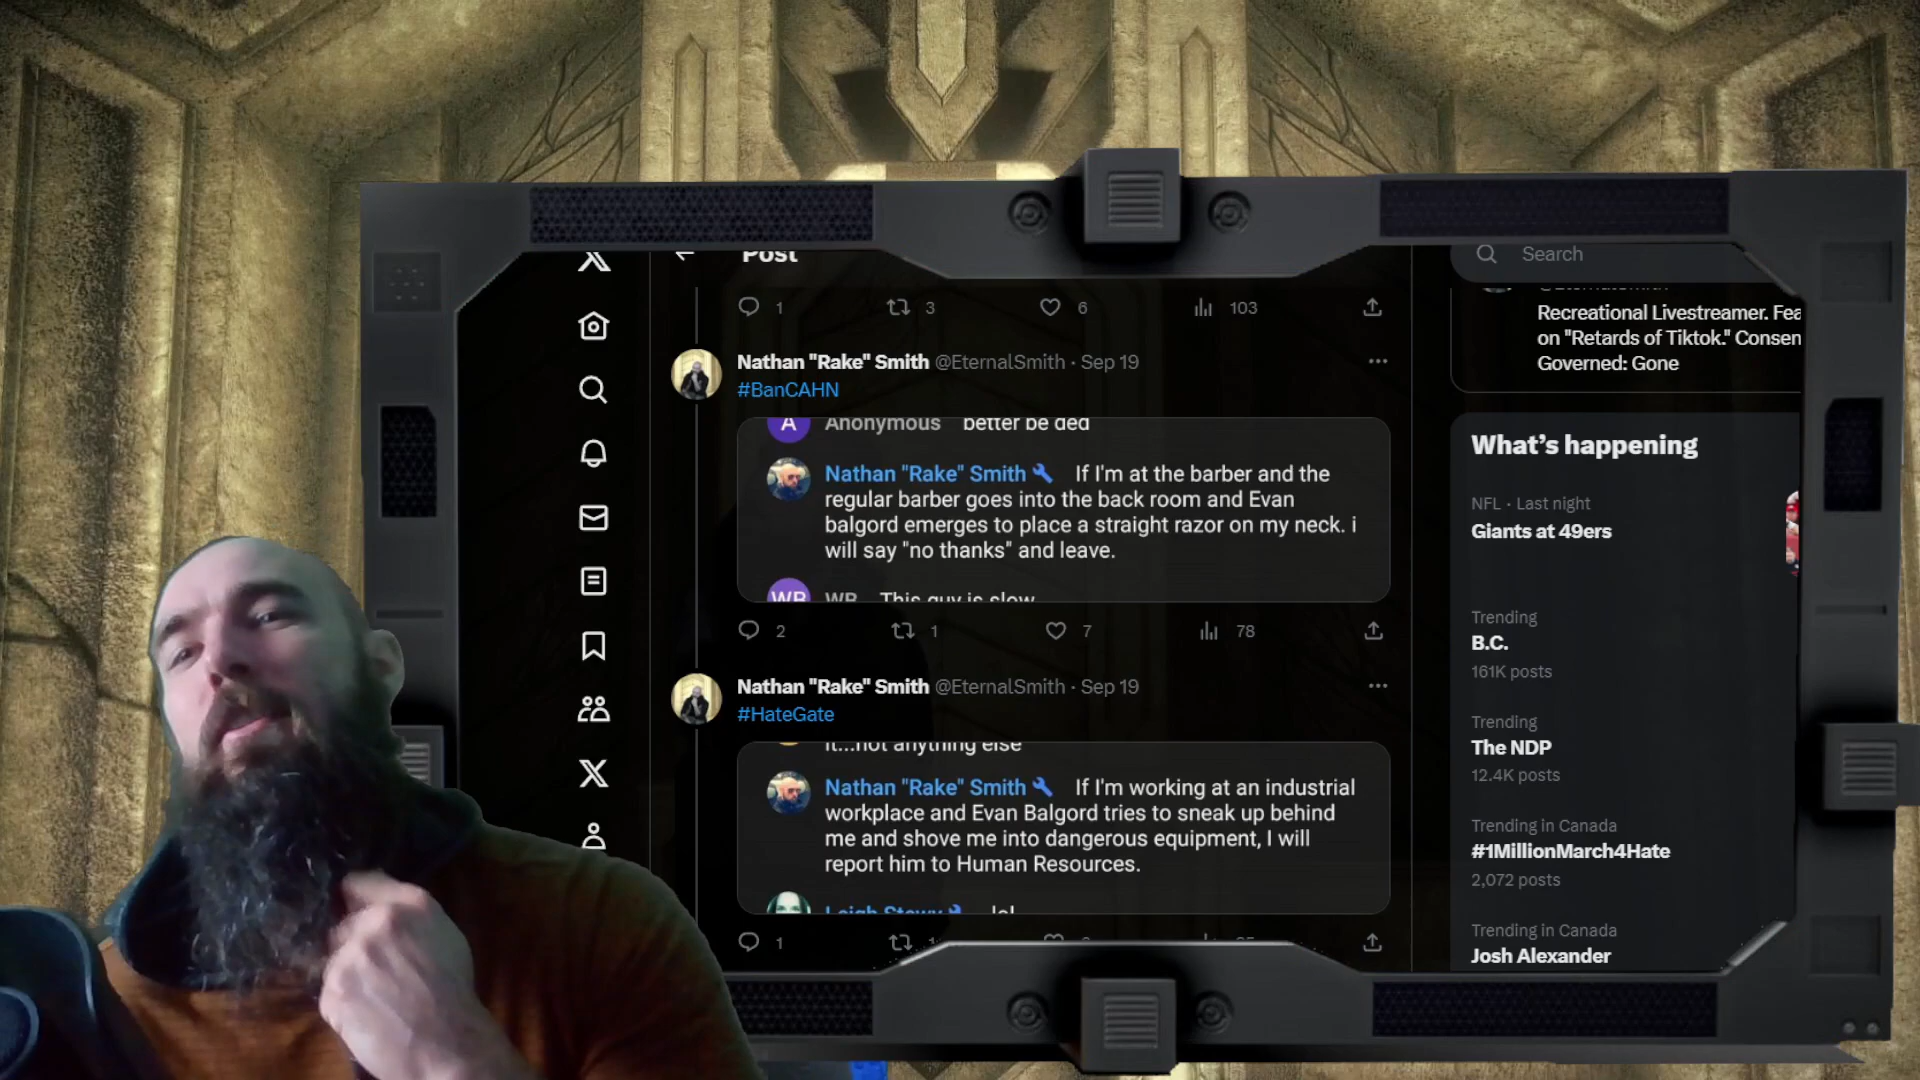 Post
Search
1 3 6 103
Recreational Livestreamer. Fea
on "Retards of Tiktok." Consen
Governed: Gone
Nathan "Rake" Smith @EternalSmith · Sep 19
#BanCAHN
A Anonymous better be ded
Nathan "Rake" Smith If I'm at the barber and the
regular barber goes into the back room and Evan
balgord emerges to place a straight razor on my neck. i
will say "no thanks" and leave.
WB WB This guy is slow
2 1 7 78
Nathan "Rake" Smith @EternalSmith · Sep 19
#HateGate
it...not anything else
Nathan "Rake" Smith If I'm working at an industrial
workplace and Evan Balgord tries to sneak up behind
me and shove me into dangerous equipment, I will
report him to Human Resources.
lol
1
What's happening
NFL · Last night
Giants at 49ers
Trending
B.C.
161K posts
Trending
The NDP
12.4K posts
Trending in Canada
#1MillionMarch4Hate
2,072 posts
Trending in Canada
Josh Alexander